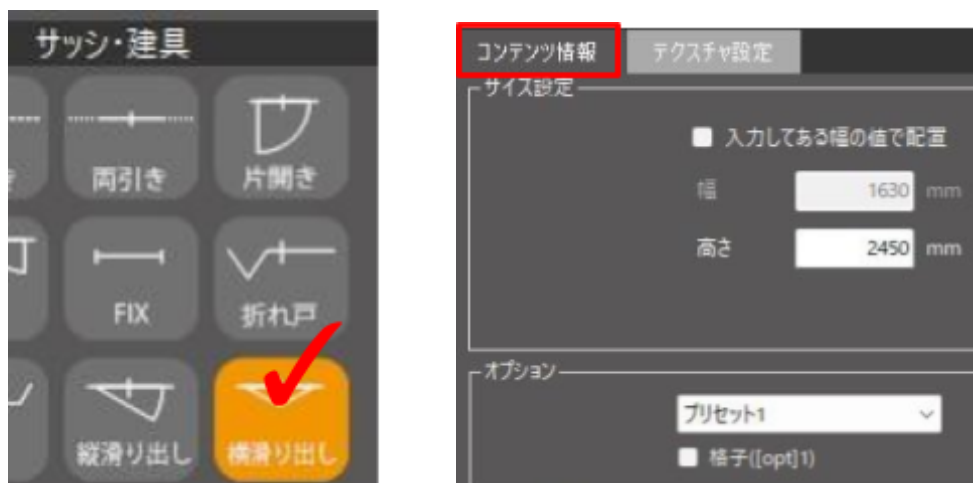 サッシ・建具
両引き
片開き
FIX
折れ戸
縦滑り出し
横滑り出し
コンテンツ情報
テクスチャ設定
サイズ設定
入力してある幅の値で配置
幅 1630 mm
高さ 2450 mm
オプション
プリセット1
格子([opt]1)